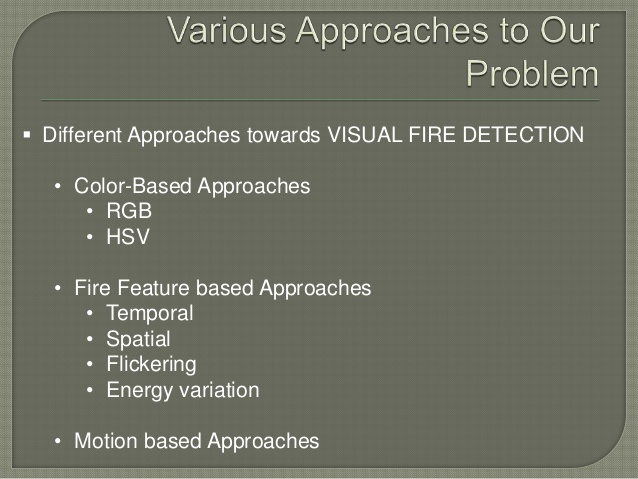 Various Approaches to Our
Problem
▪ Different Approaches towards VISUAL FIRE DETECTION
• Color-Based Approaches
• RGB
• HSV
• Fire Feature based Approaches
• Temporal
• Spatial
• Flickering
• Energy variation
• Motion based Approaches